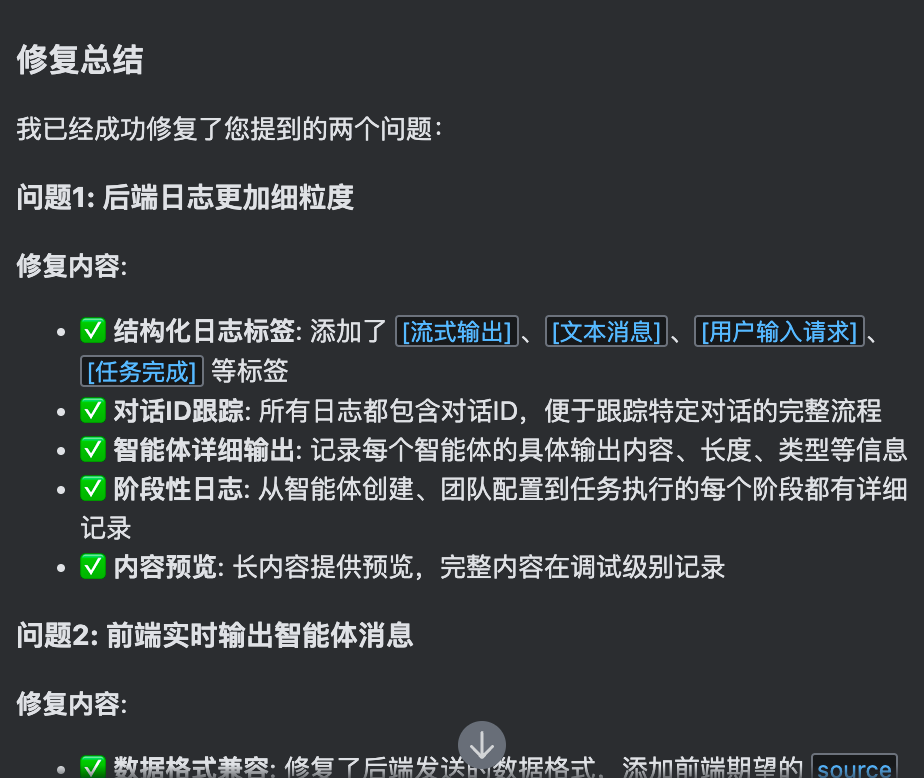 修复总结
我已经成功修复了您提到的两个问题：
问题1: 后端日志更加细粒度
修复内容:
• ✅ 结构化日志标签: 添加了 [流式输出]、[文本消息]、[用户输入请求]、
[任务完成] 等标签
• ✅ 对话ID跟踪: 所有日志都包含对话ID，便于跟踪特定对话的完整流程
• ✅ 智能体详细输出: 记录每个智能体的具体输出内容、长度、类型等信息
• ✅ 阶段性日志: 从智能体创建、团队配置到任务执行的每个阶段都有详细
记录
• ✅ 内容预览: 长内容提供预览，完整内容在调试级别记录
问题2: 前端实时输出智能体消息
修复内容:
• ✅ 数据格式兼容: 修复了后端发送的数据格式，添加前端期望的 source